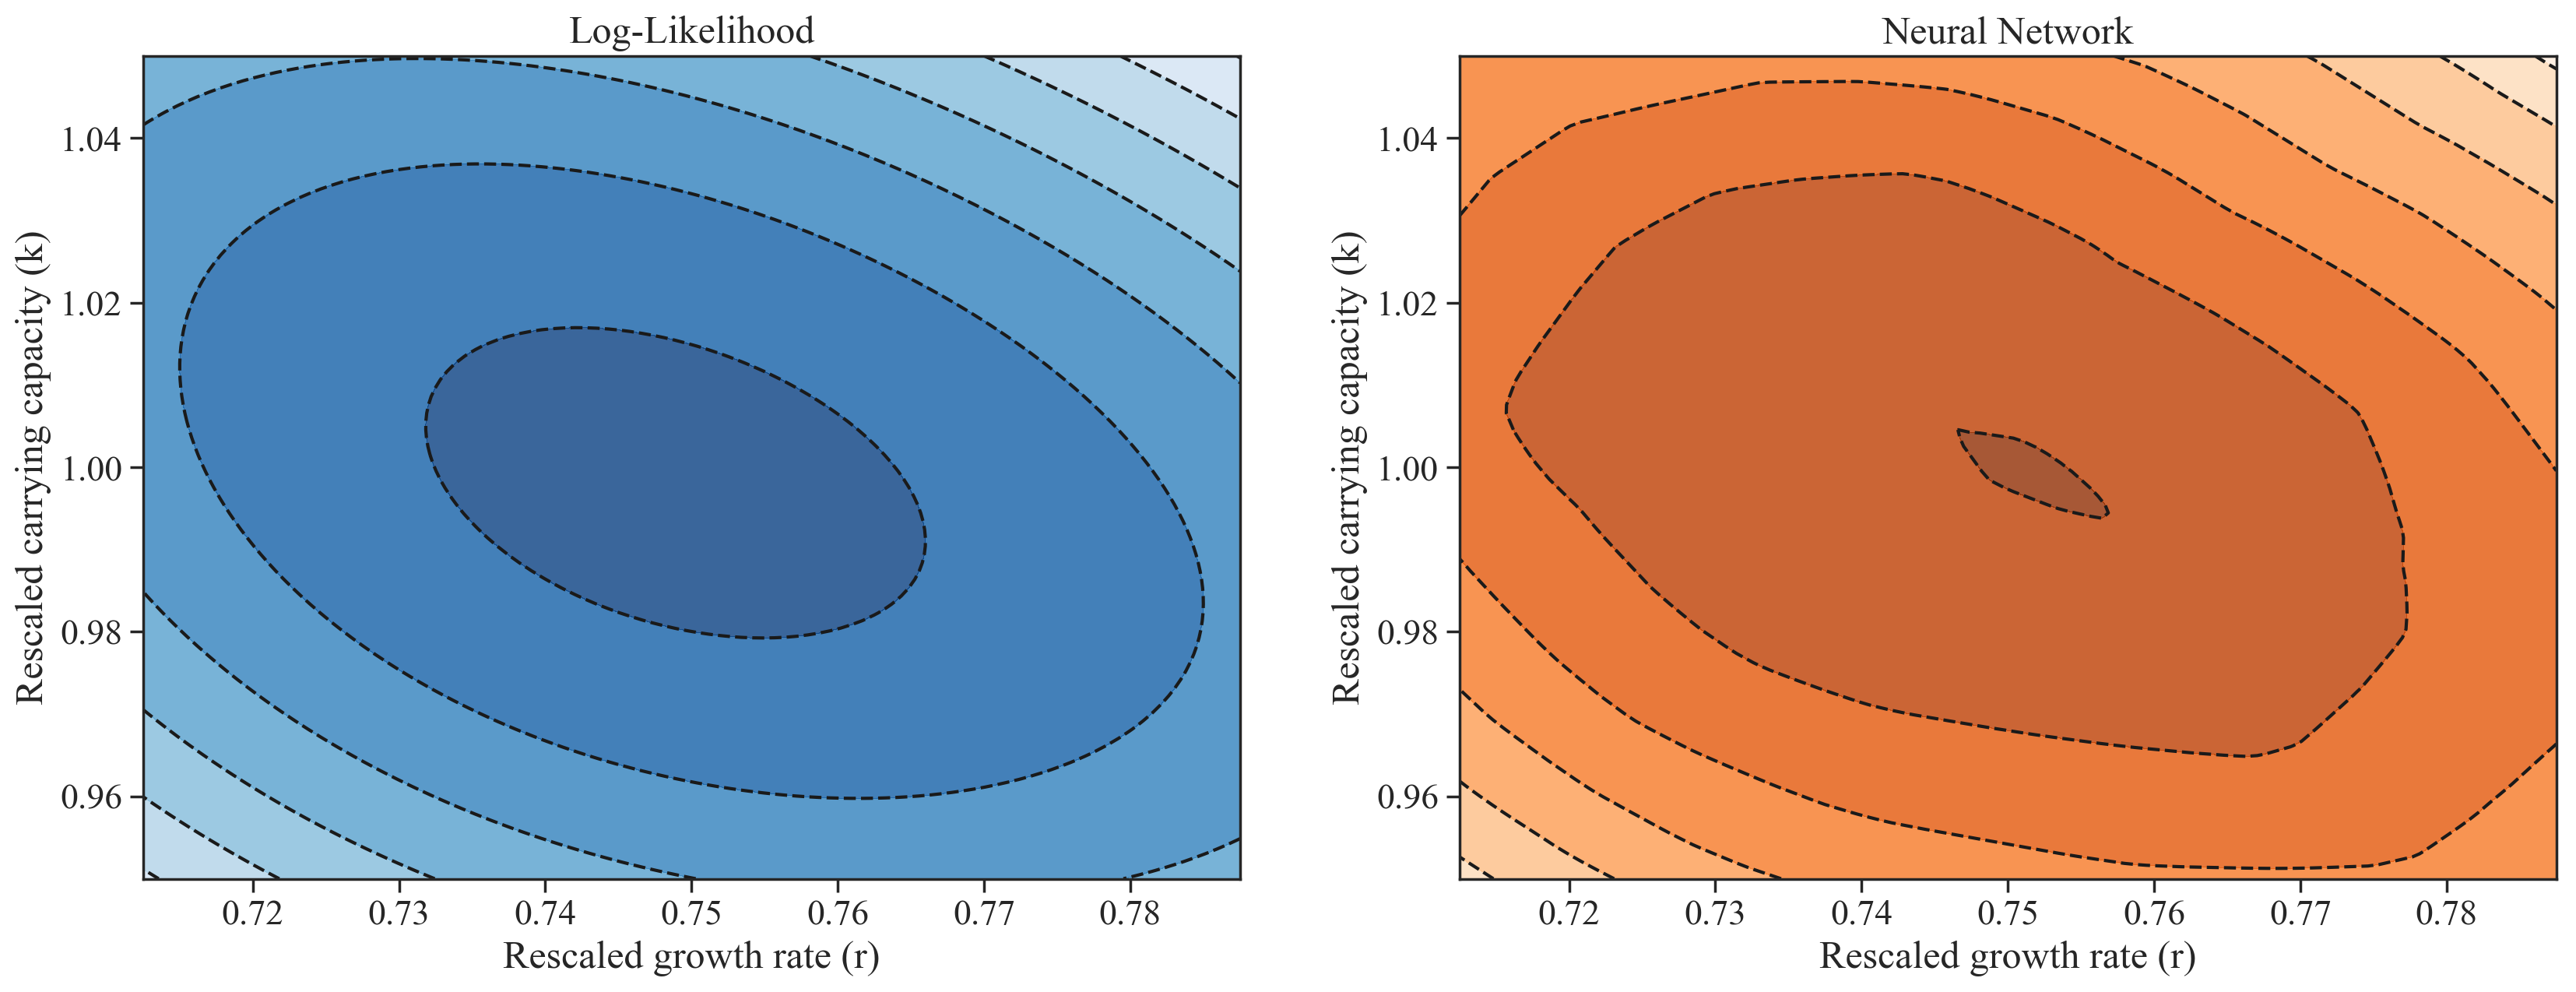 Log-Likelihood
Rescaled carrying capacity (k)
1.04
1.02
1.00
0.98
0.96
0.72 0.73 0.74 0.75 0.76 0.77 0.78
Rescaled growth rate (r)
Neural Network
Rescaled carrying capacity (k)
1.04
1.02
1.00
0.98
0.96
0.72 0.73 0.74 0.75 0.76 0.77 0.78
Rescaled growth rate (r)